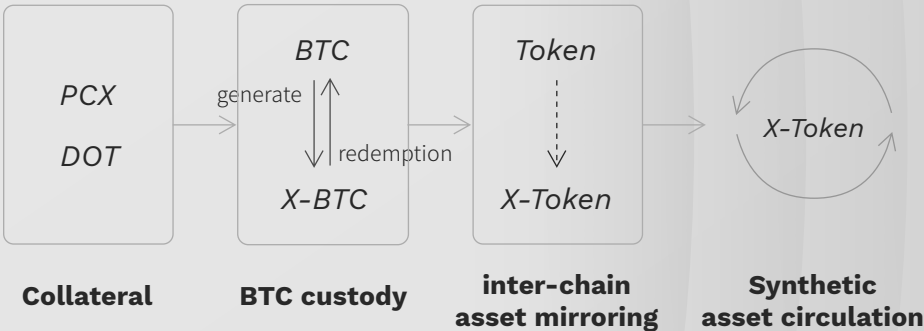 PCX
DOT
Collateral
BTC
generate
redemption
X-BTC
BTC custody
Token
X-Token
inter-chain
asset mirroring
X-Token
Synthetic
asset circulation